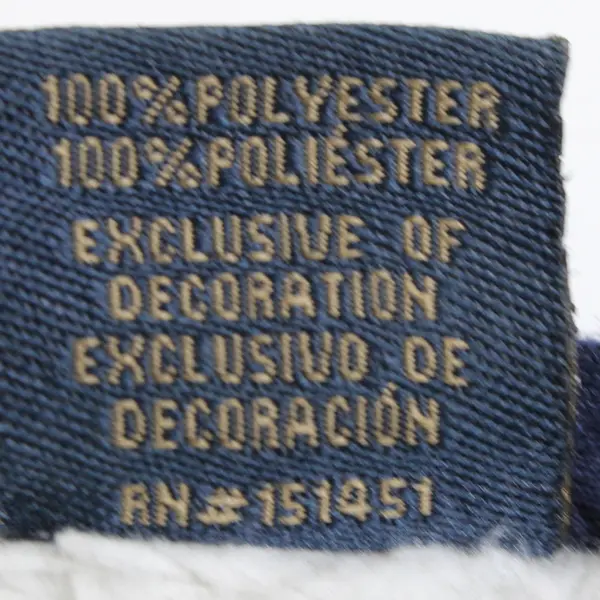 100%POLYESTER
100%POLIÉSTER
EXCLUSIVE OF
DECORATION
EXCLUSIVO DE
DECORACIÓN
RN#151451